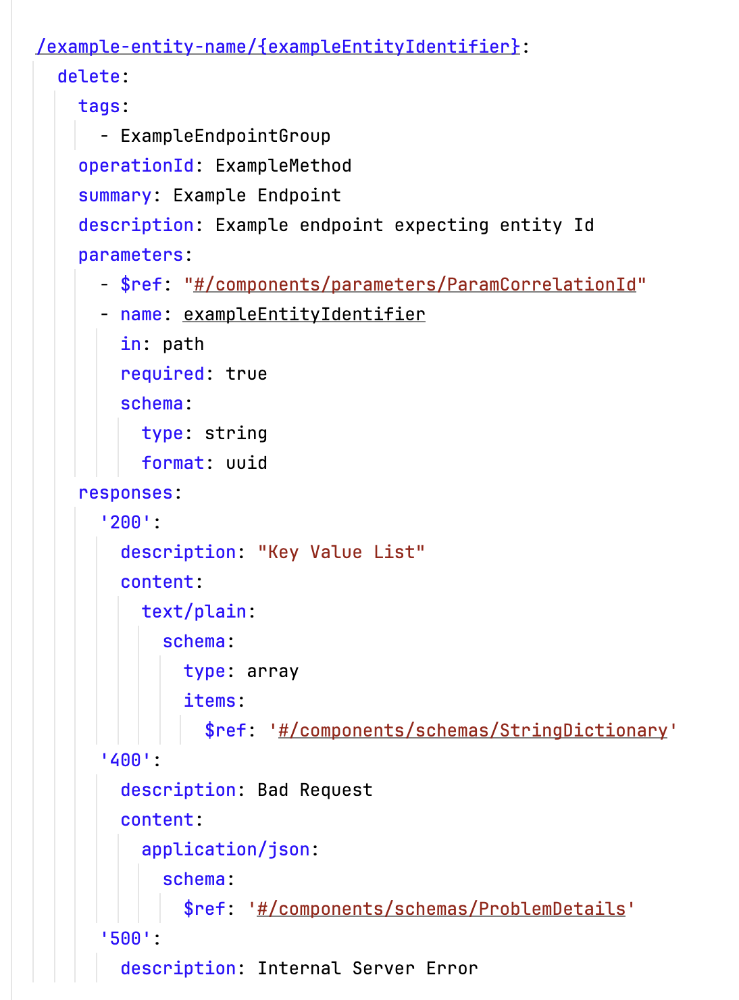 /example-entity-name/{exampleEntityIdentifier}:
  delete:
    tags:
      - ExampleEndpointGroup
    operationId: ExampleMethod
    summary: Example Endpoint
    description: Example endpoint expecting entity Id
    parameters:
      - $ref: "#/components/parameters/ParamCorrelationId"
      - name: exampleEntityIdentifier
        in: path
        required: true
        schema:
          type: string
          format: uuid
    responses:
      '200':
        description: "Key Value List"
        content:
          text/plain:
            schema:
              type: array
              items:
                $ref: '#/components/schemas/StringDictionary'
      '400':
        description: Bad Request
        content:
          application/json:
            schema:
              $ref: '#/components/schemas/ProblemDetails'
      '500':
        description: Internal Server Error